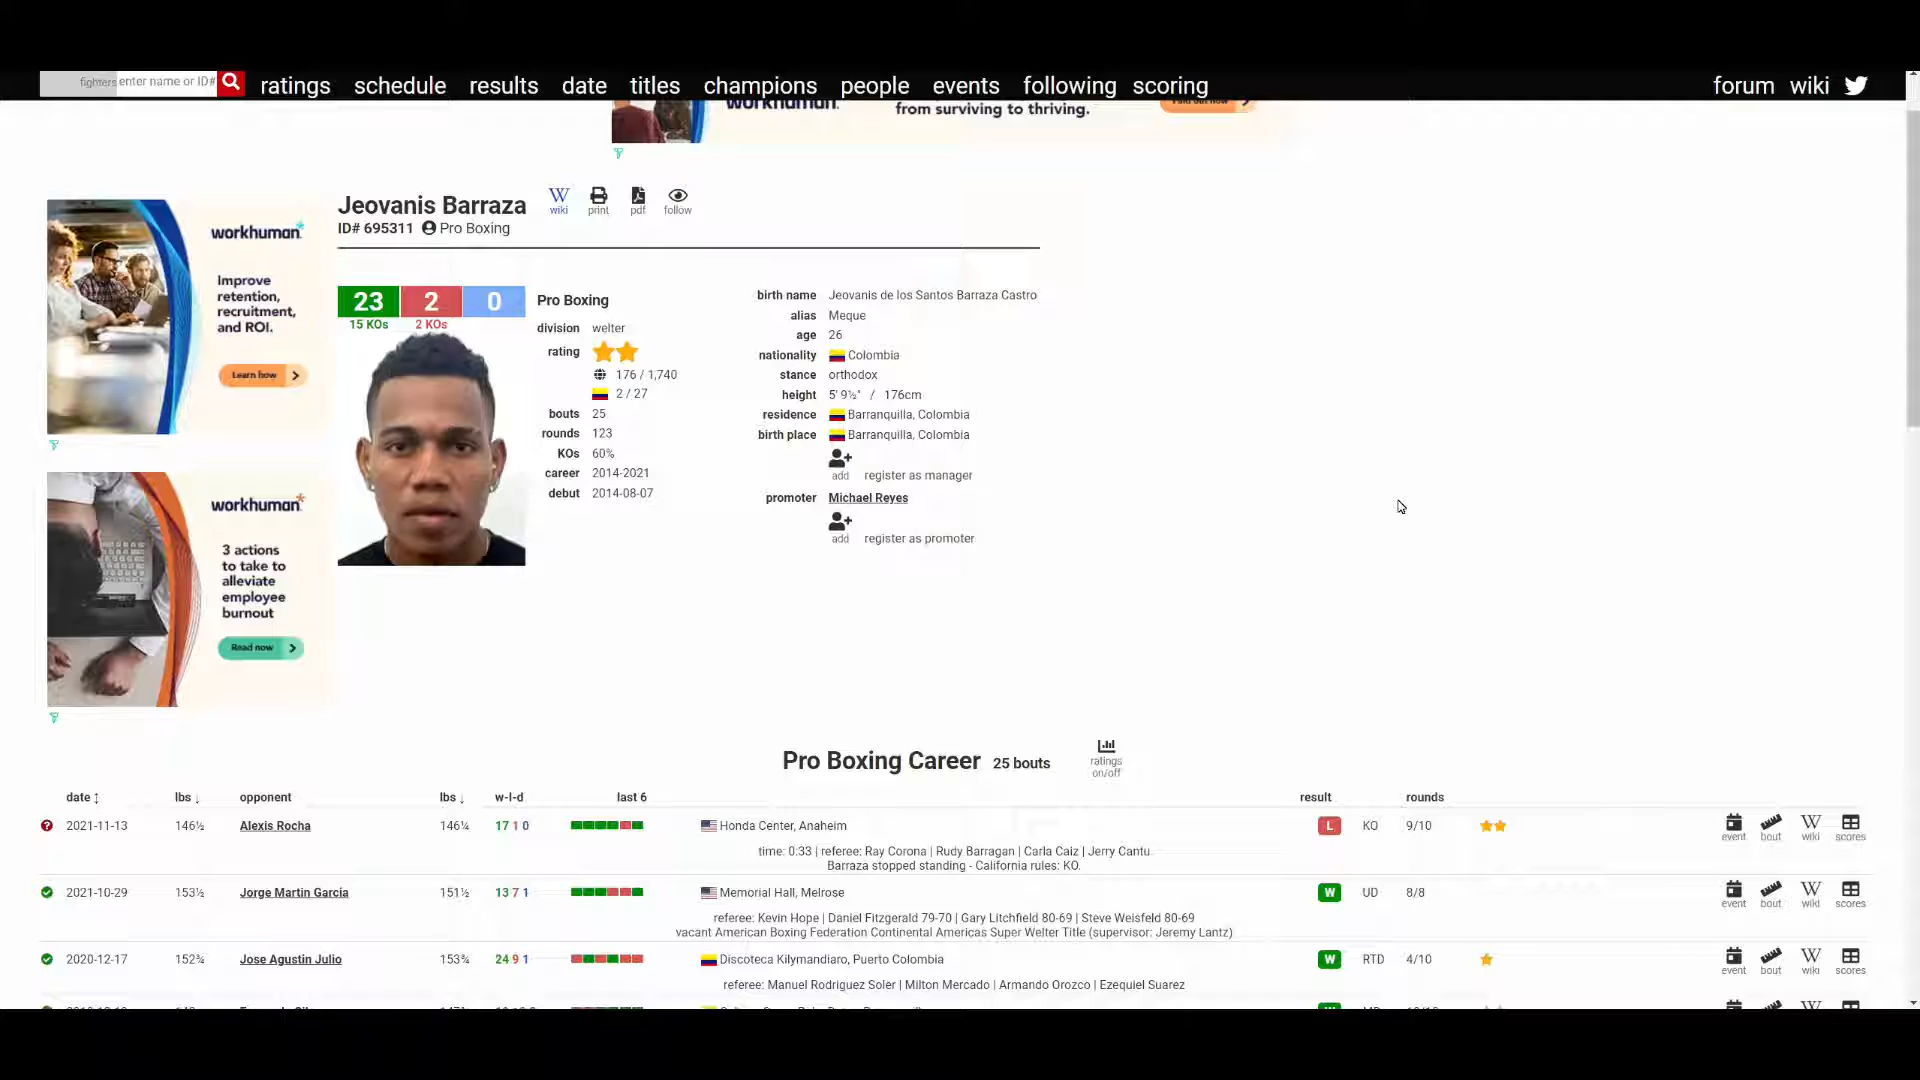 fighters enter name or ID# ratings schedule results date titles champions people events following scoring forum wiki
workhuman. from surviving to thriving.
workhuman*
Improve
retention,
recruitment,
and ROI.
Learn how
workhuman*
3 actions
to take to
alleviate
employee
burnout
Read now
Jeovanis Barraza W wiki print pdf follow
ID# 695311 Pro Boxing
23 2 0
15 KOs 2 KOs
Pro Boxing
division welter
rating
176 / 1,740
2 / 27
bouts 25
rounds 123
KOs 60%
career 2014-2021
debut 2014-08-07
birth name Jeovanis de los Santos Barraza Castro
alias Meque
age 26
nationality Colombia
stance orthodox
height 5′ 9½″ / 176cm
residence Barranquilla, Colombia
birth place Barranquilla, Colombia
add register as manager
promoter Michael Reyes
add register as promoter
Pro Boxing Career 25 bouts ratings
on/off
date ↕ lbs ↓ opponent lbs ↓ w-l-d last 6 result rounds
2021-11-13 146½ Alexis Rocha 146¼ 17 1 0 Honda Center, Anaheim L KO 9/10 event bout wiki scores
time: 0:33 | referee: Ray Corona | Rudy Barragan | Carla Caiz | Jerry Cantu
Barraza stopped standing - California rules: KO.
2021-10-29 153½ Jorge Martin Garcia 151½ 13 7 1 Memorial Hall, Melrose W UD 8/8 event bout wiki scores
referee: Kevin Hope | Daniel Fitzgerald 79-70 | Gary Litchfield 80-69 | Steve Weisfeld 80-69
vacant American Boxing Federation Continental Americas Super Welter Title (supervisor: Jeremy Lantz)
2020-12-17 152¾ Jose Agustin Julio 153¾ 24 9 1 Discoteca Kilymandiaro, Puerto Colombia W RTD 4/10 event bout wiki scores
referee: Manuel Rodriguez Soler | Milton Mercado | Armando Orozco | Ezequiel Suarez